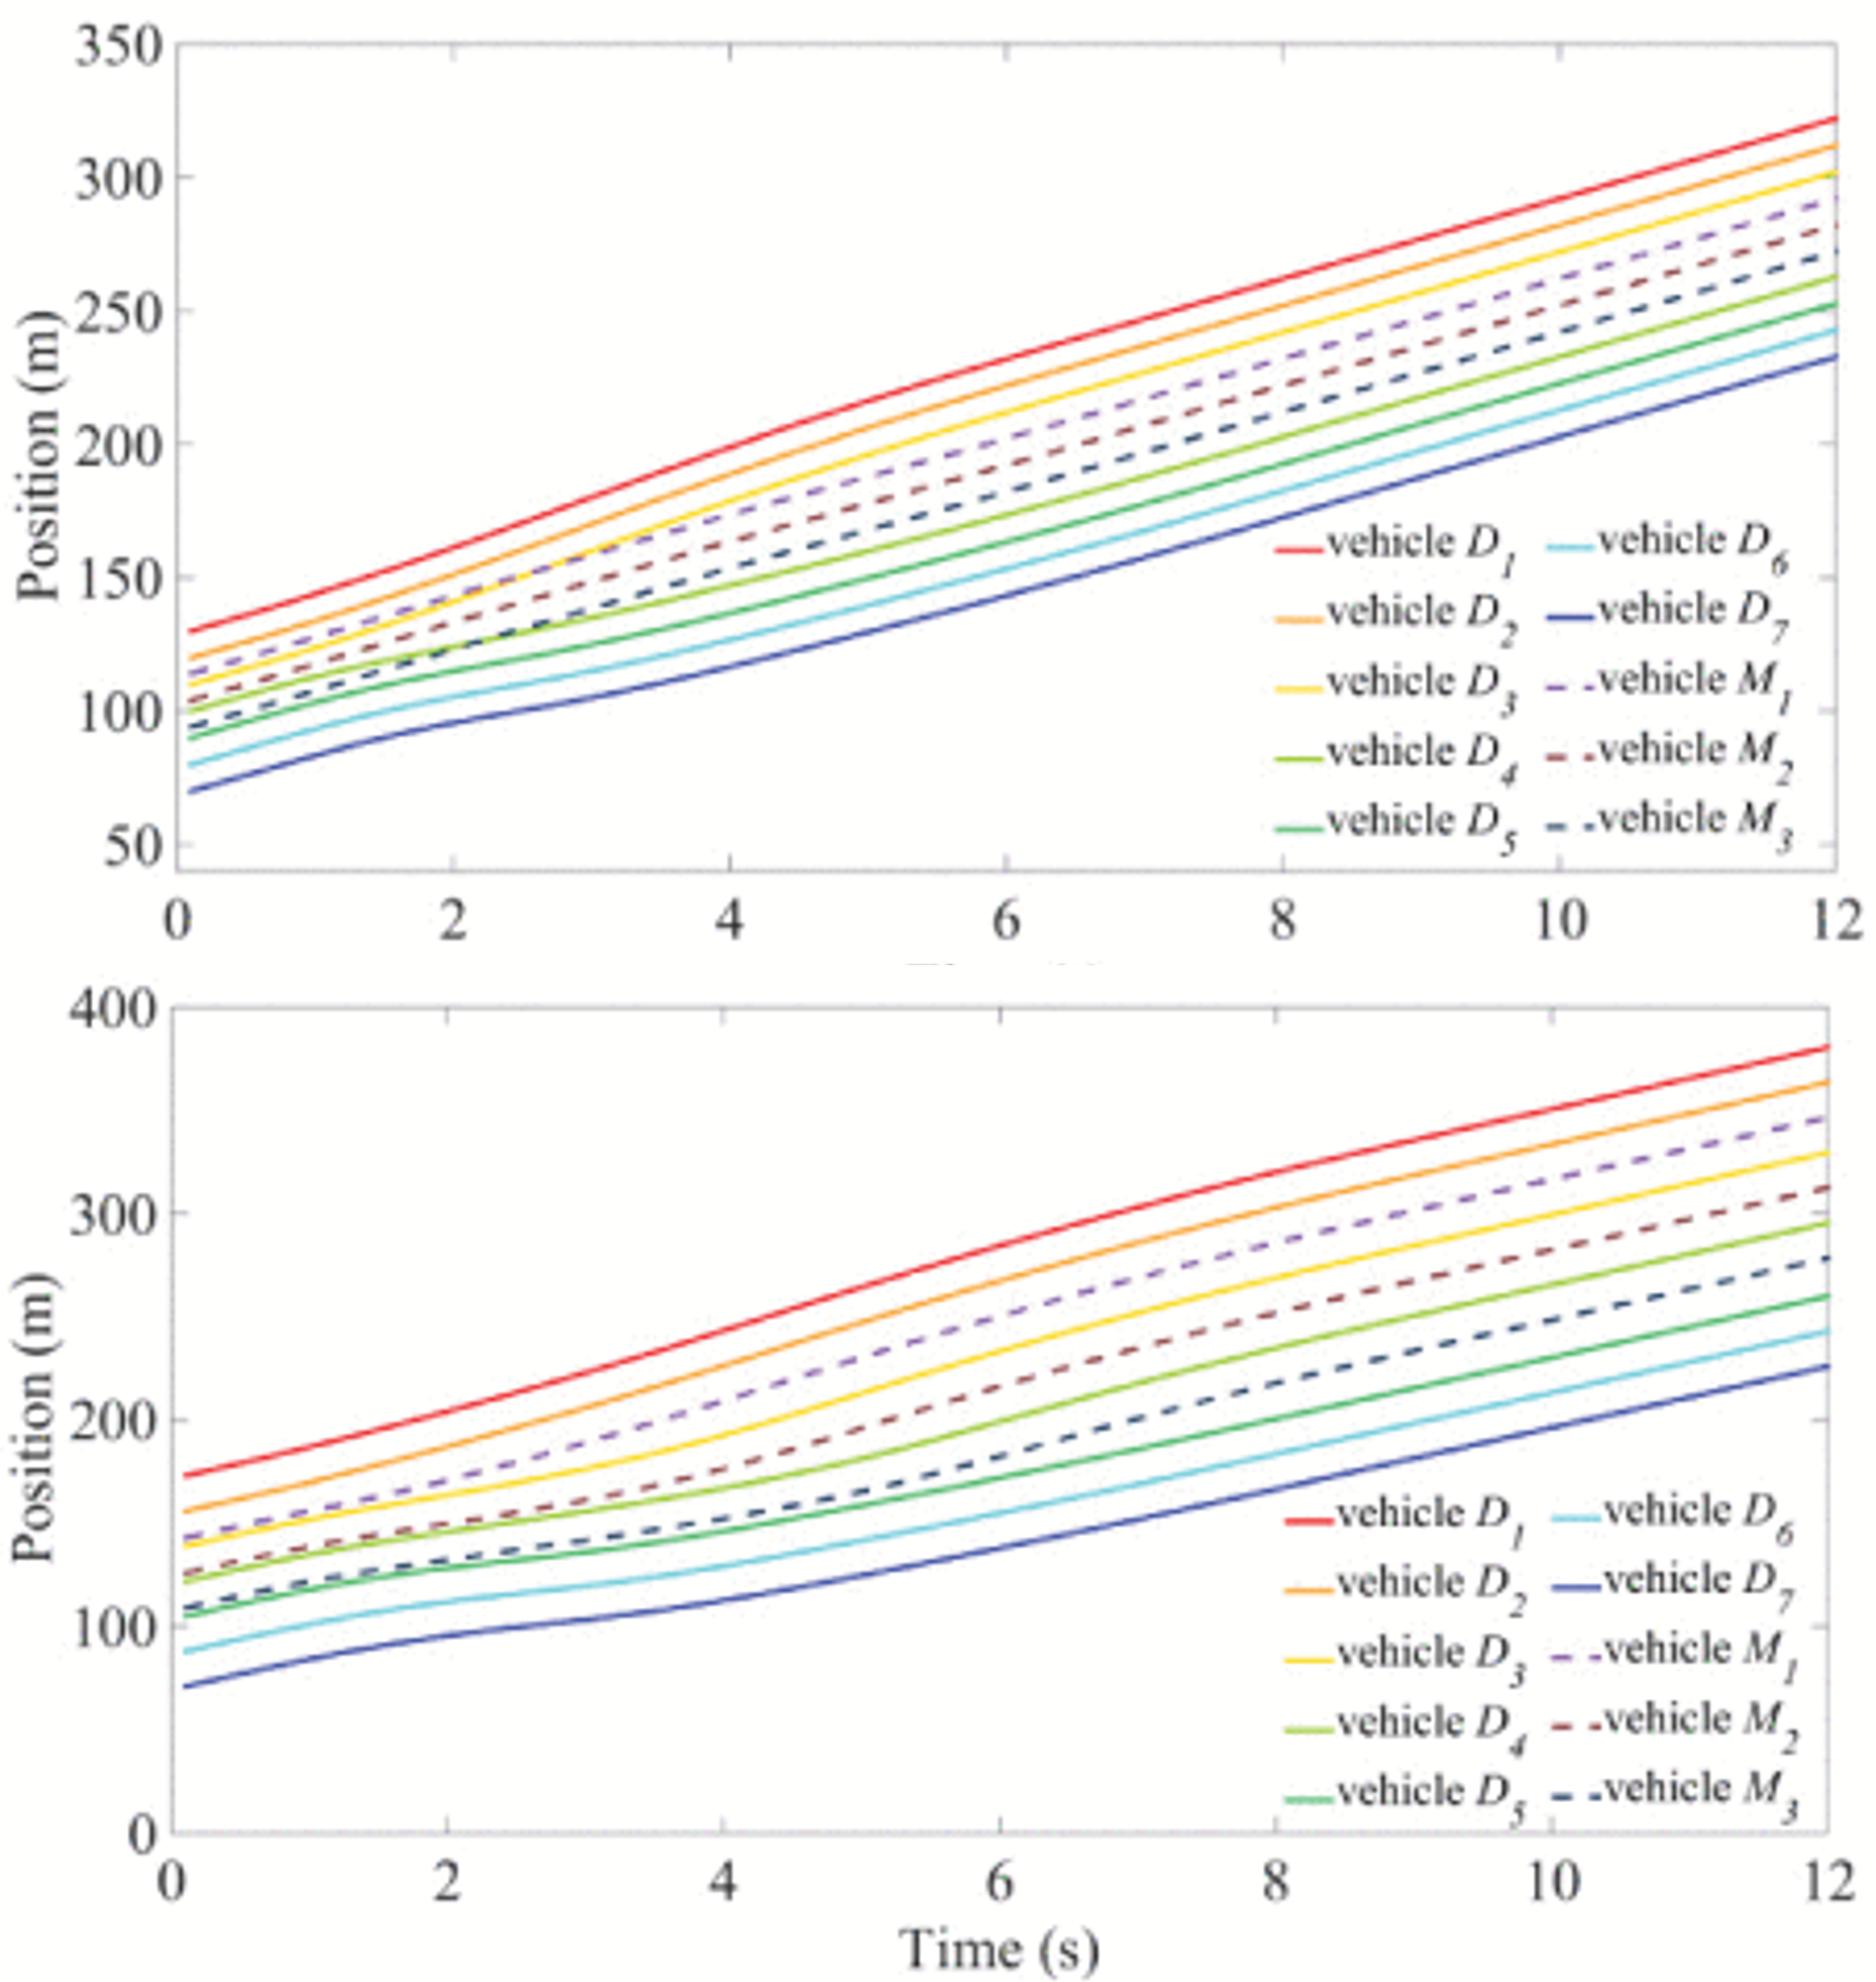 350
300
250
200
150
100
50
Position (m)
vehicle D1 vehicle D6
vehicle D2 vehicle D7
vehicle D3 vehicle M1
vehicle D4 vehicle M2
vehicle D5 vehicle M3
0 2 4 6 8 10 12
400
300
200
100
0
Position (m)
vehicle D1 vehicle D6
vehicle D2 vehicle D7
vehicle D3 vehicle M1
vehicle D4 vehicle M2
vehicle D5 vehicle M3
0 2 4 6 8 10 12
Time (s)